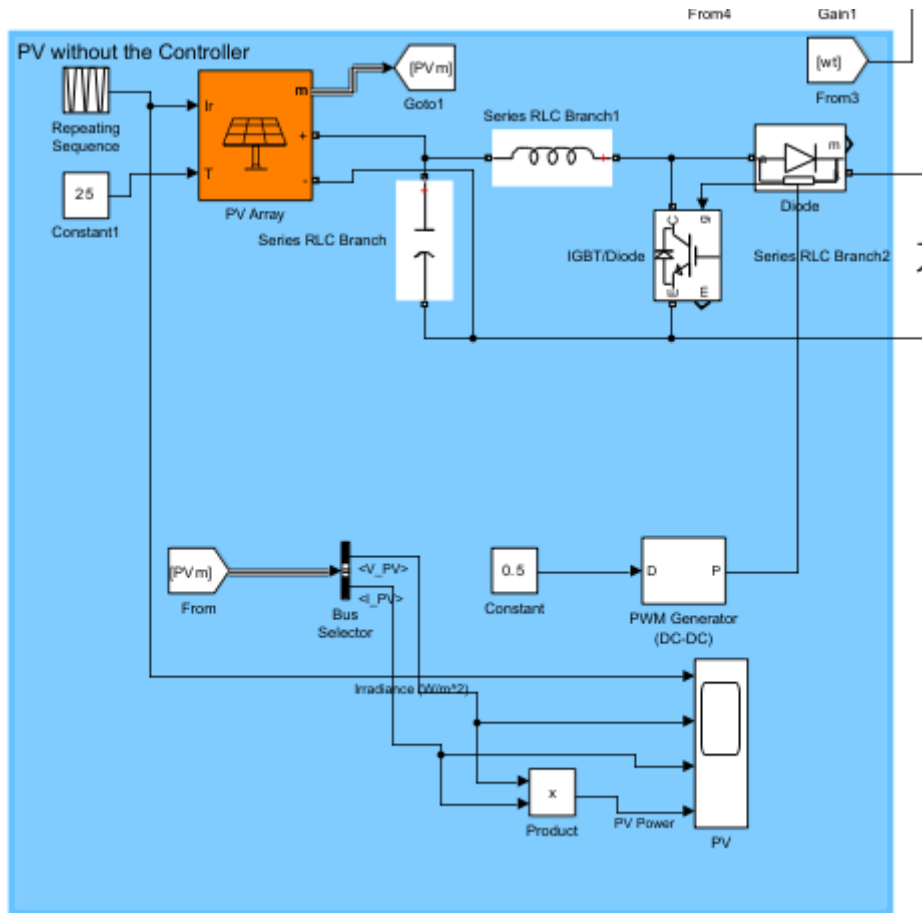 From4
Gain1
PV without the Controller
[wt]
From3
[PVm]
Goto1
m
Ir
+
T
-
Repeating
Sequence
25
Constant1
PV Array
Series RLC Branch1
+
m
a
k
Diode
+
Series RLC Branch
C
g
IGBT/Diode
E
m
Series RLC Branch2
[PVm]
From
<V_PV>
<I_PV>
Bus
Selector
0.5
Constant
D
P
PWM Generator
(DC-DC)
Irradiance (W/m^2)
x
Product
PV Power
PV